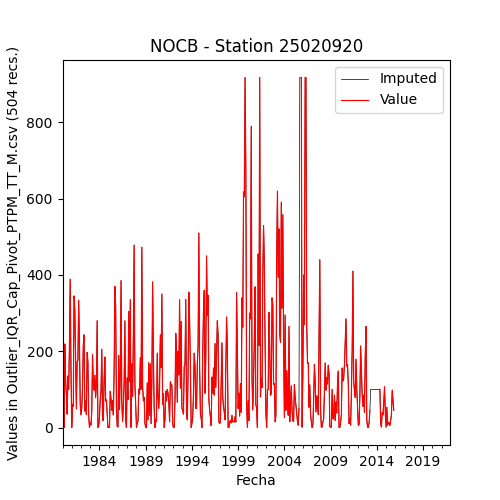 NOCB - Station 25020920
Imputed
Value
Values in Outlier_IQR_Cap_Pivot_PTPM_TT_M.csv (504 recs.)
800
600
400
200
0
1984 1989 1994 1999 2004 2009 2014 2019
Fecha